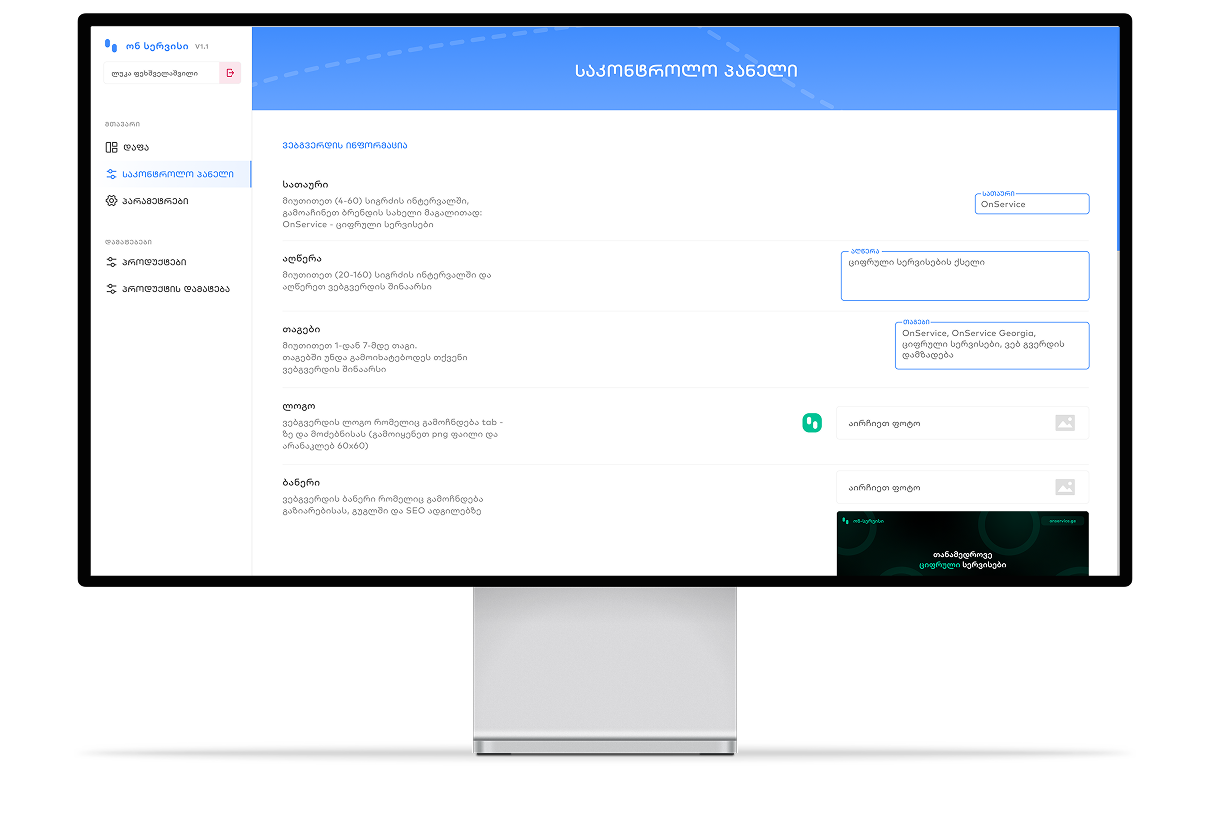 ონ სერვისი V1.1
ლუკა ფეხშველაშვილი
მთავარი
დაფა
საკონტროლო პანელი
პარამეტრები
დამატებები
პროდუქტები
პროდუქტის დამატება
საკონტროლო პანელი
ვებგვერდის ინფორმაცია
სათაური
მიუთითეთ (4-60) სიგრძის ინტერვალში,
გამოაჩინეთ ბრენდის სახელი მაგალითად:
OnService - ციფრული სერვისები
სათაური
OnService
აღწერა
მიუთითეთ (20-160) სიგრძის ინტერვალში და
აღწერეთ ვებგვერდის შინაარსი
აღწერა
ციფრული სერვისების ქსელი
თაგები
მიუთითეთ 1-დან 7-მდე თაგი.
თაგებში უნდა გამოიხატებოდეს თქვენი
ვებგვერდის შინაარსი
თაგები
OnService, OnService Georgia,
ციფრული სერვისები, ვებ გვერდის
დამზადება
ლოგო
ვებგვერდის ლოგო რომელიც გამოჩნდება tab -
ზე და მოძებნისას (გამოიყენეთ png ფაილი და
არანაკლებ 60x60)
აირჩიეთ ფოტო
ბანერი
ვებგვერდის ბანერი რომელიც გამოჩნდება
გაზიარებისას, გუგლში და SEO ადგილებზე
აირჩიეთ ფოტო
ონ-სერვისი
onservice.ge
თანამედროვე
ციფრული სერვისები